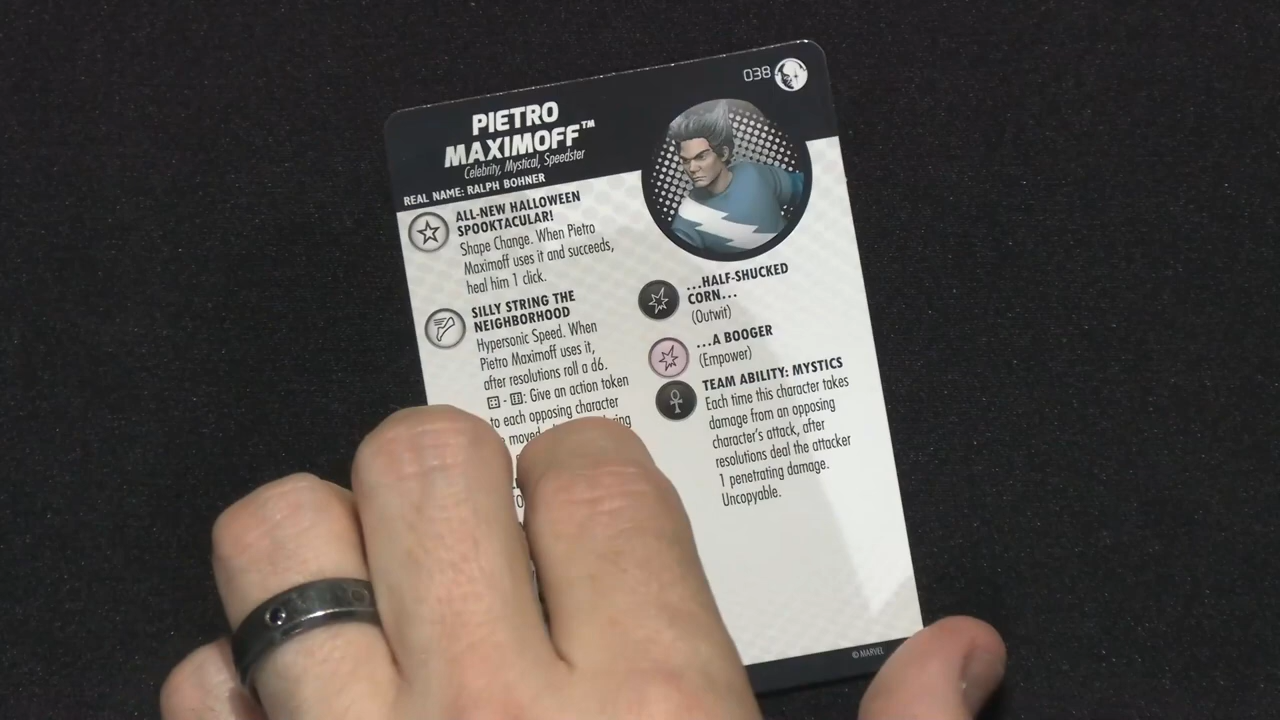 038
PIETRO
MAXIMOFF™
Celebrity, Mystical, Speedster
REAL NAME: RALPH BOHNER
ALL-NEW HALLOWEEN
SPOOKTACULAR!
Shape Change. When Pietro
Maximoff uses it and succeeds,
heal him 1 click.
SILLY STRING THE
NEIGHBORHOOD
Hypersonic Speed. When
Pietro Maximoff uses it,
after resolutions roll a d6.
⚃ - ⚅: Give an action token
to each opposing character
moved
...HALF-SHUCKED
CORN...
(Outwit)
...A BOOGER
(Empower)
TEAM ABILITY: MYSTICS
Each time this character takes
damage from an opposing
character's attack, after
resolutions deal the attacker
1 penetrating damage.
Uncopyable.
© MARVEL